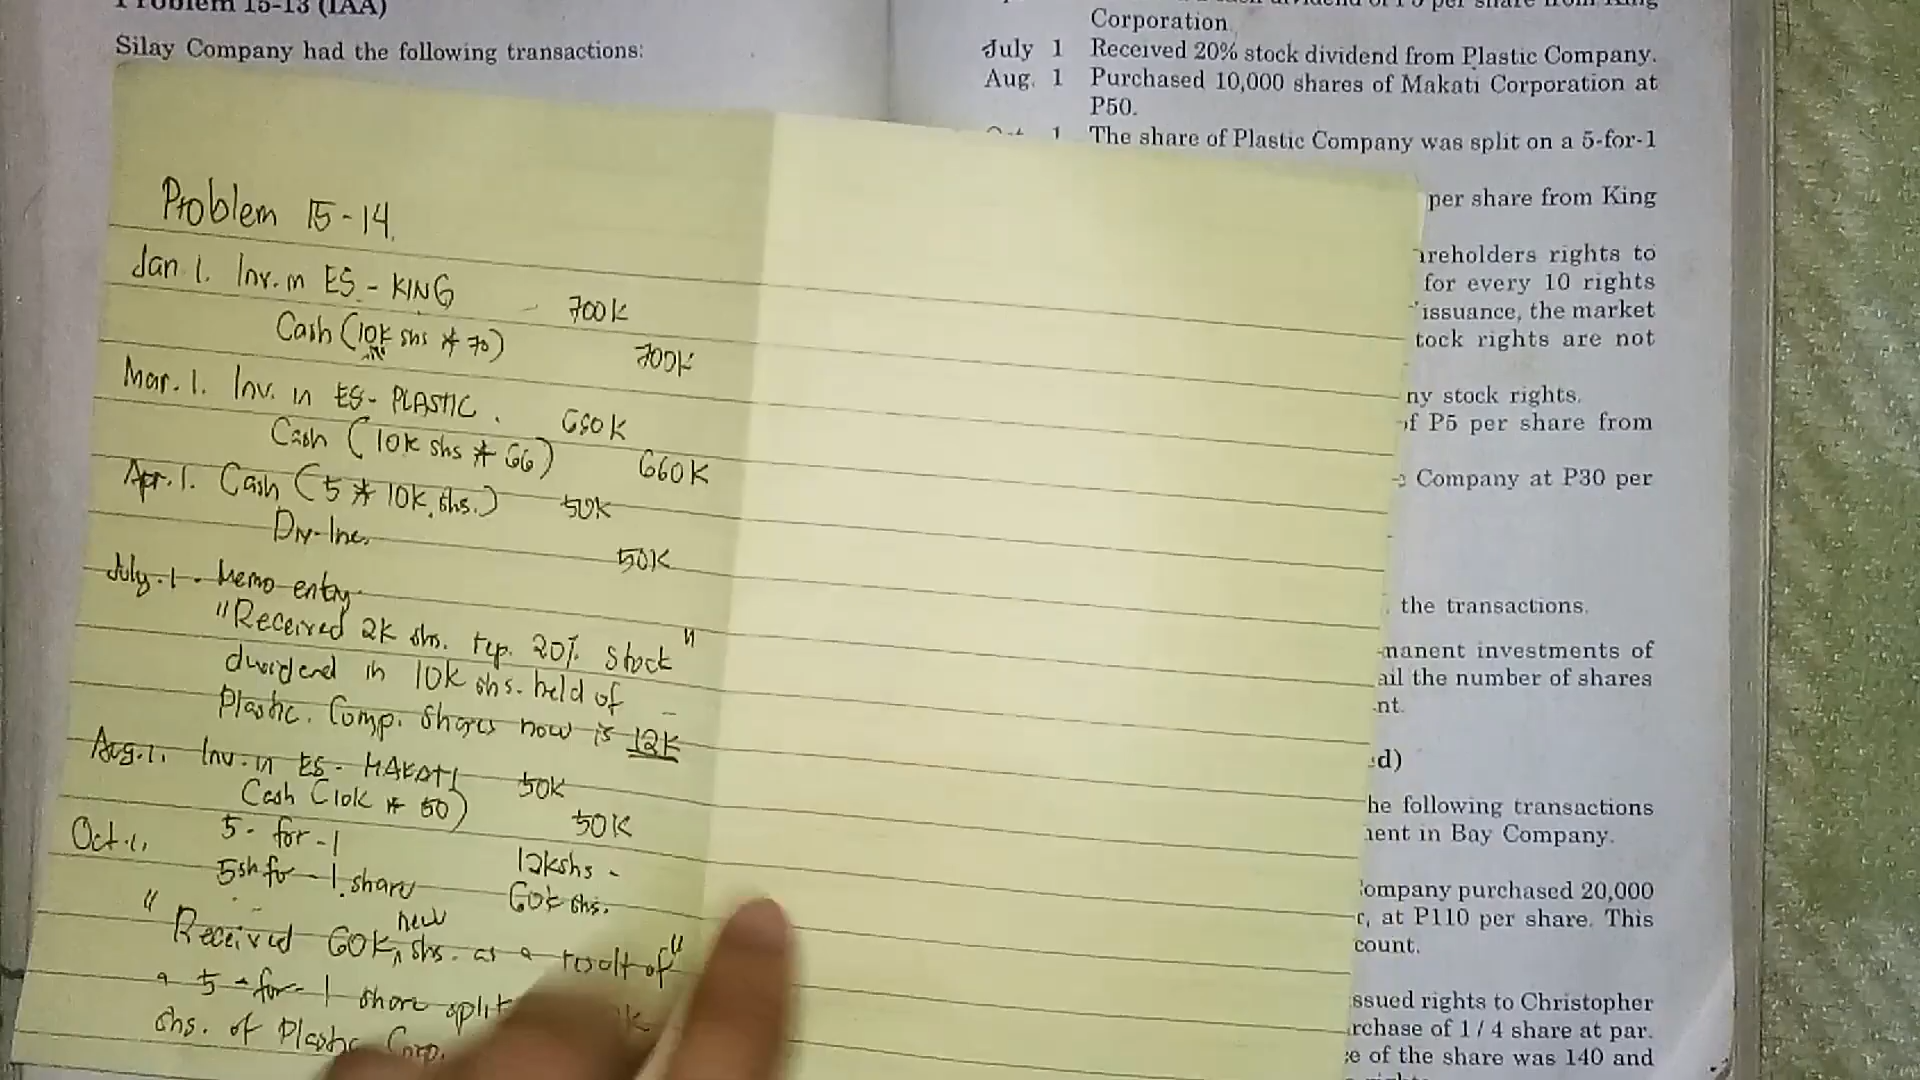 Problem 15-13 (IAA)
Silay Company had the following transactions:
per share from King
Corporation.
July 1 Received 20% stock dividend from Plastic Company.
Aug. 1 Purchased 10,000 shares of Makati Corporation at
P50.
1 The share of Plastic Company was split on a 5-for-1
per share from King
areholders rights to
for every 10 rights
issuance, the market
tock rights are not
ny stock rights.
of P5 per share from
Company at P30 per
the transactions.
manent investments of
ail the number of shares
nt.
ed)
he following transactions
ment in Bay Company.
Company purchased 20,000
r, at P110 per share. This
count.
ssued rights to Christopher
rchase of 1/4 share at par.
e of the share was 140 and
Problem 15-14.
Jan 1. Inv. in ES - KING 700K
Cash (10K shs * 70) 700K
Mar. 1. Inv. in ES - PLASTIC. 660K
Cash (10K shs * 66) 660K
Apr. 1. Cash (5 * 10K shs.) 50K
Div-Inc. 50K
July. 1 - Memo entry.
"Received 2K shs. rep. 20% stock"
dividend in 10K shs. held of
Plastic. Comp. Shares now is 12K
Aug. 1. Inv. in ES - MAKATI 50K
Cash (10K * 50) 50K
Oct. 1. 5 - for - 1 12kshs -
5sh for - 1 share 60K shs.
"Received 60K new shs. as a result of"
a 5 - for - 1 share split
shs. of Plastic Corp.